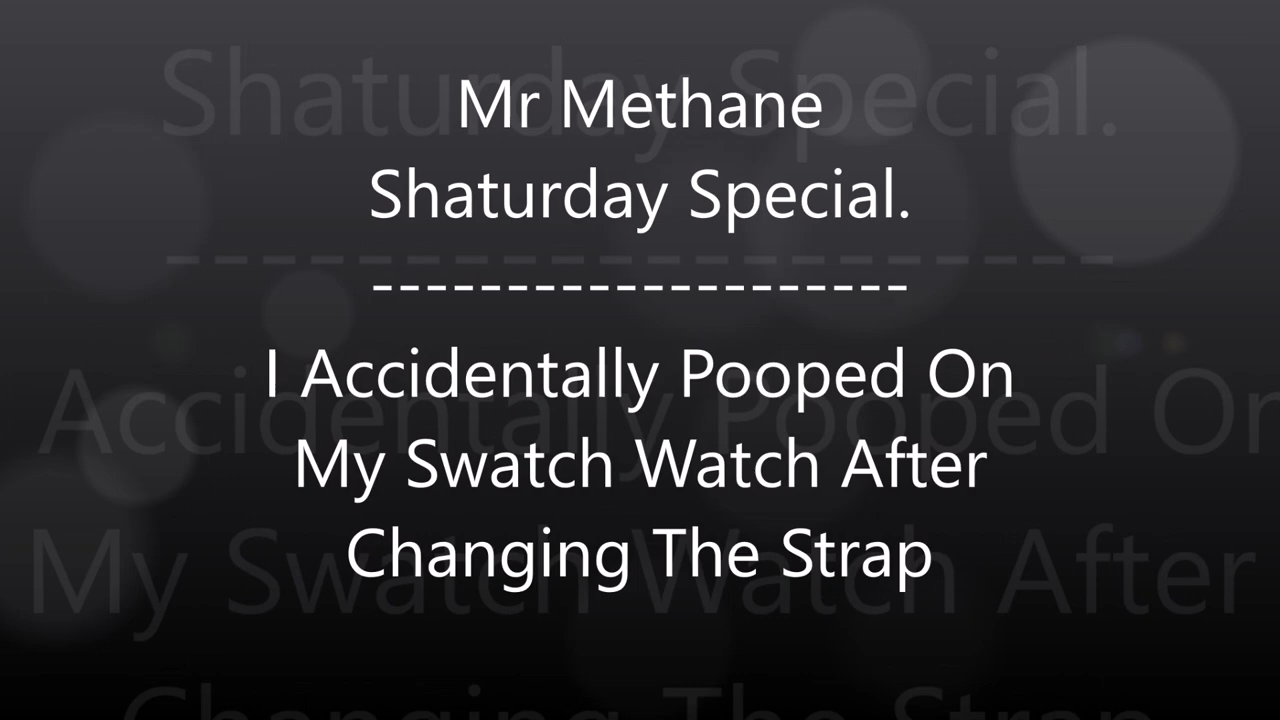 Mr Methane
Shaturday Special.
--------------------
I Accidentally Pooped On
My Swatch Watch After
Changing The Strap